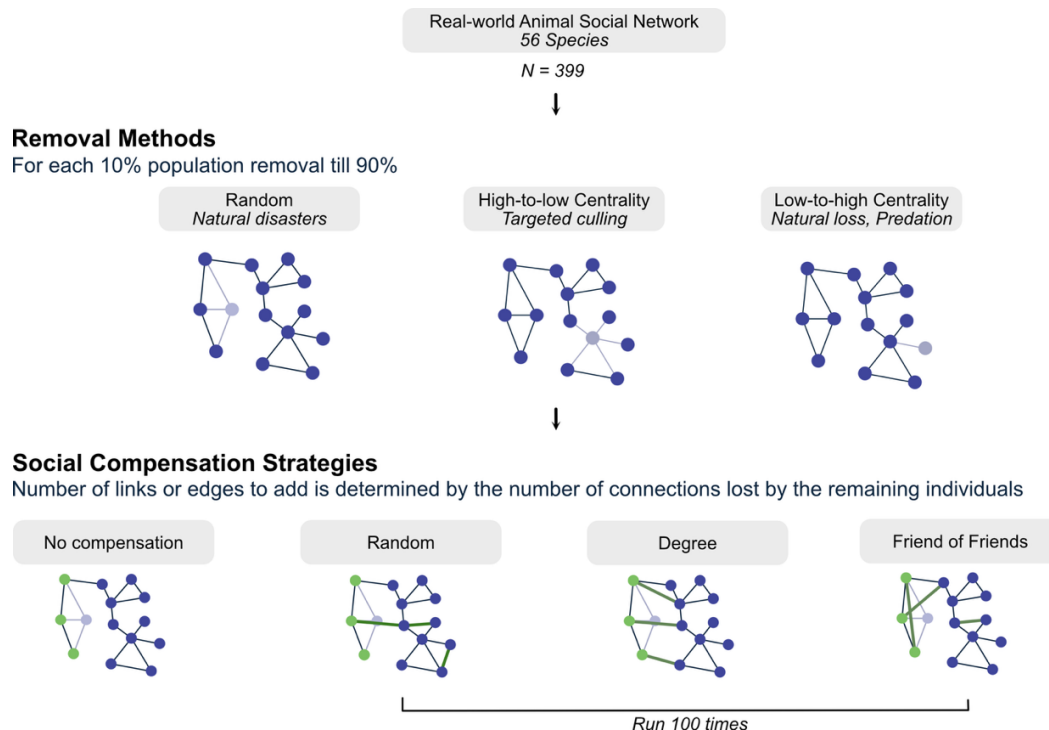 Real-world Animal Social Network
56 Species
N = 399
Removal Methods
For each 10% population removal till 90%
Random
Natural disasters
High-to-low Centrality
Targeted culling
Low-to-high Centrality
Natural loss, Predation
Social Compensation Strategies
Number of links or edges to add is determined by the number of connections lost by the remaining individuals
No compensation
Random
Degree
Friend of Friends
Run 100 times